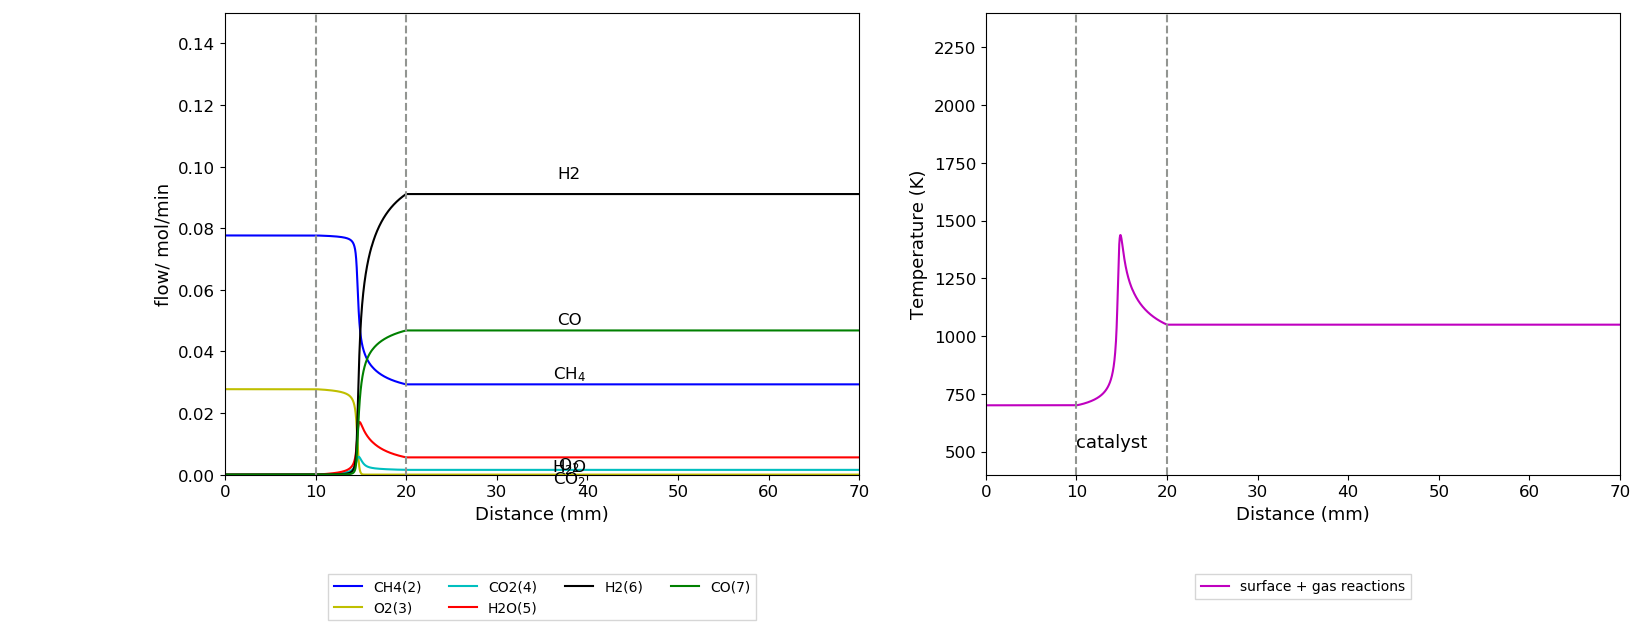 0.14
0.12
0.10
0.08
0.06
0.04
0.02
0.00
flow/ mol/min
H2
CO
CH4
H2O
CO2
0 10 20 30 40 50 60 70
Distance (mm)
CH4(2) CO2(4) H2(6) CO(7)
O2(3) H2O(5)
2250
2000
1750
1500
1250
1000
750
500
Temperature (K)
catalyst
0 10 20 30 40 50 60 70
Distance (mm)
surface + gas reactions